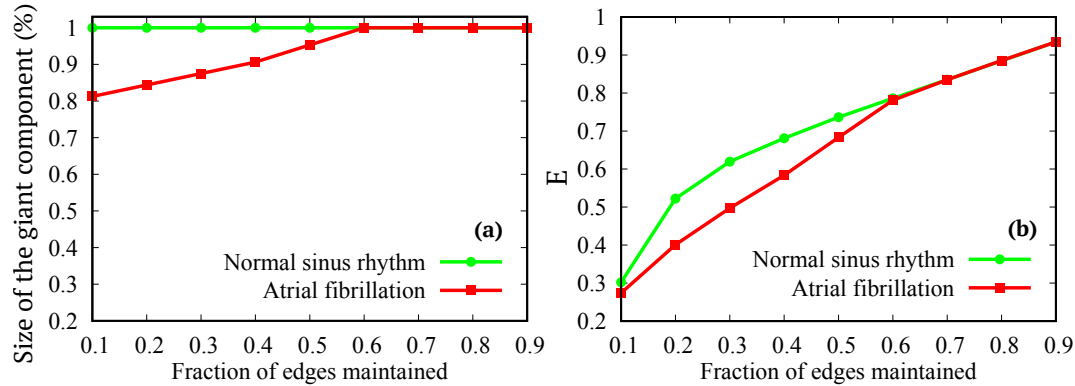 Size of the giant component (%)
1
0.9
0.8
0.7
0.6
0.5
0.4
0.3
0.2
(a)
Normal sinus rhythm
Atrial fibrillation
0.1 0.2 0.3 0.4 0.5 0.6 0.7 0.8 0.9
Fraction of edges maintained
E
1
0.9
0.8
0.7
0.6
0.5
0.4
0.3
0.2
(b)
Normal sinus rhythm
Atrial fibrillation
0.1 0.2 0.3 0.4 0.5 0.6 0.7 0.8 0.9
Fraction of edges maintained